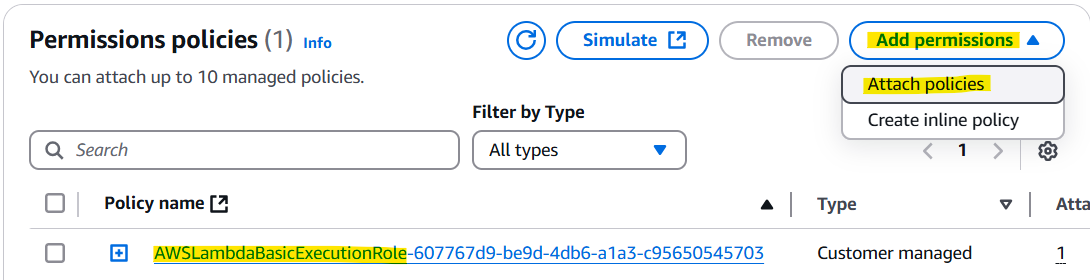 Permissions policies (1) Info
Simulate
Remove
Add permissions
You can attach up to 10 managed policies.
Attach policies
Create inline policy
Filter by Type
Search
All types
1
Policy name
Type
Atta
AWSLambdaBasicExecutionRole-607767d9-be9d-4db6-a1a3-c95650545703
Customer managed
1